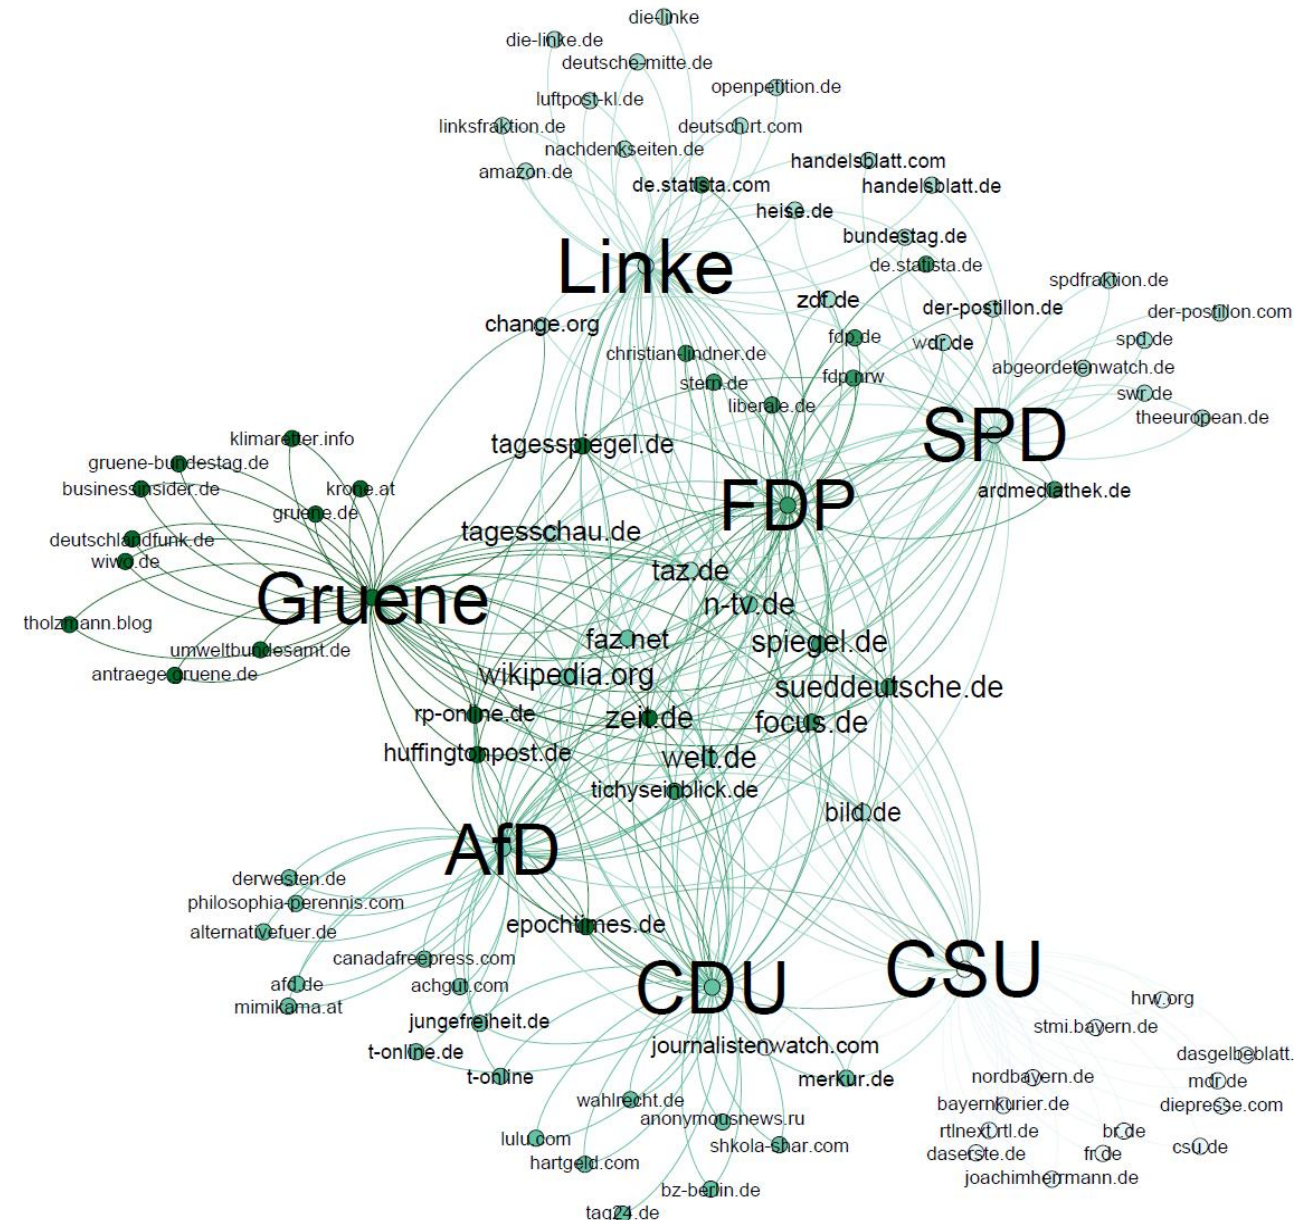 die-linke
die-linke.de
deutsche-mitte.de
openpetition.de
luftpost-kl.de
linksfraktion.de
deutsch.rt.com
nachdenkseiten.de
handelsblatt.com
amazon.de
de.statista.com
handelsblatt.de
heise.de
bundestag.de
Linke
de.statista.de
spdfraktion.de
zdf.de
der-postillon.de
der-postillon.com
change.org
fdp.de
wdr.de
spd.de
christian-lindner.de
abgeordetenwatch.de
stern.de
fdp.nrw
swr.de
liberale.de
theeuropean.de
klimaretter.info
SPD
tagesspiegel.de
gruene-bundestag.de
businessinsider.de
krone.at
ardmediathek.de
FDP
gruene.de
tagesschau.de
deutschlandfunk.de
wiwo.de
taz.de
Gruene
n-tv.de
tholzmann.blog
faz.net
spiegel.de
umweltbundesamt.de
antraege.gruene.de
wikipedia.org
sueddeutsche.de
rp-online.de
zeit.de
focus.de
huffingtonpost.de
welt.de
tichyseinblick.de
bild.de
AfD
derwesten.de
philosophia-perennis.com
epochtimes.de
alternativefuer.de
canadafreepress.com
CSU
afd.de
achgut.com
CDU
hrw.org
mimikama.at
jungefreiheit.de
stmi.bayern.de
t-online.de
journalistenwatch.com
dasgelbeblatt.
t-online
merkur.de
nordbayern.de
mdr.de
wahlrecht.de
bayernkurier.de
diepresse.com
anonymousnews.ru
rtlnext.rtl.de
br.de
lulu.com
shkola-shar.com
daserste.de
fr.de
csu.de
hartgeld.com
joachimherrmann.de
bz-berlin.de
tag24.de